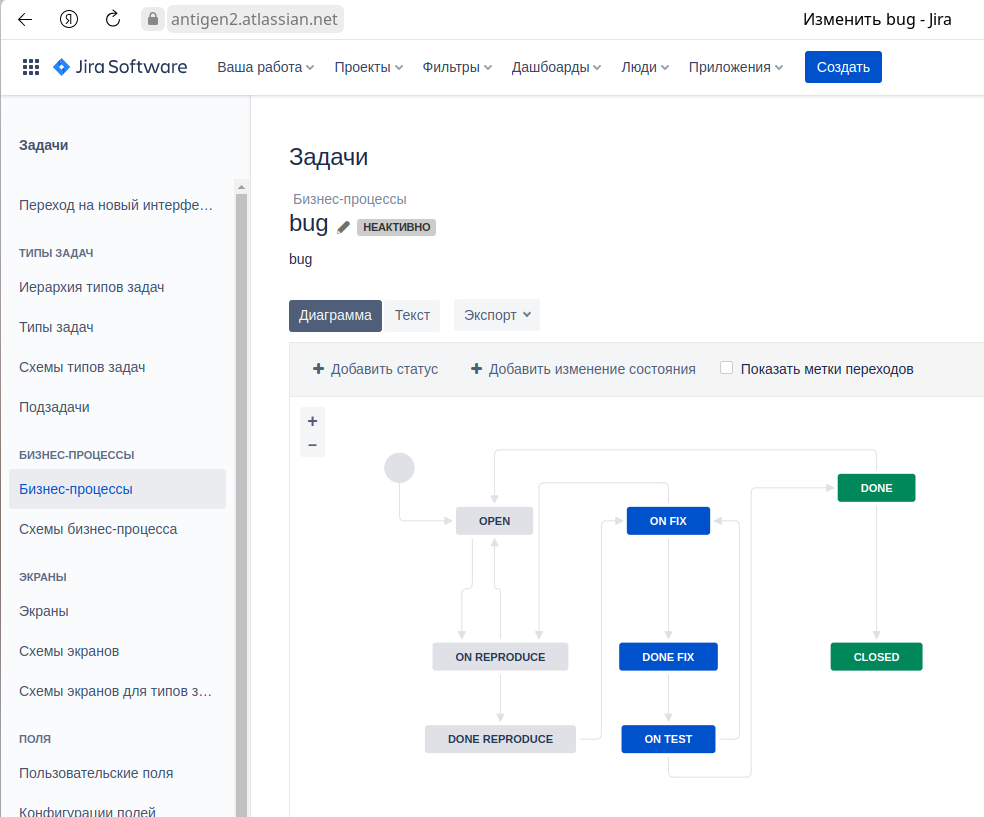 Я antigen2.atlassian.net Изменить bug - Jira
Jira Software Ваша работа Проекты Фильтры Дашбоарды Люди Приложения Создать
Задачи
Переход на новый интерфе...
ТИПЫ ЗАДАЧ
Иерархия типов задач
Типы задач
Схемы типов задач
Подзадачи
БИЗНЕС-ПРОЦЕССЫ
Бизнес-процессы
Схемы бизнес-процесса
ЭКРАНЫ
Экраны
Схемы экранов
Схемы экранов для типов з...
ПОЛЯ
Пользовательские поля
Конфигурации полей
Задачи
Бизнес-процессы
bug НЕАКТИВНО
bug
Диаграмма Текст Экспорт
+ Добавить статус + Добавить изменение состояния Показать метки переходов
+
−
DONE
OPEN ON FIX
ON REPRODUCE DONE FIX CLOSED
DONE REPRODUCE ON TEST